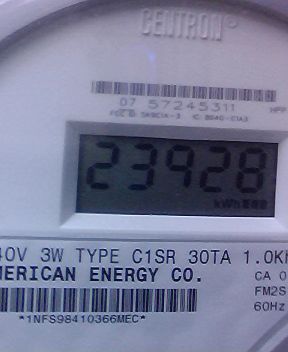 CENTRON
07 57245311
23928
kWh
40V 3W TYPE C1SR 30TA 1.0Kh
MERICAN ENERGY CO.
CA 0
FM2S
60Hz
*1NFS98410366MEC*